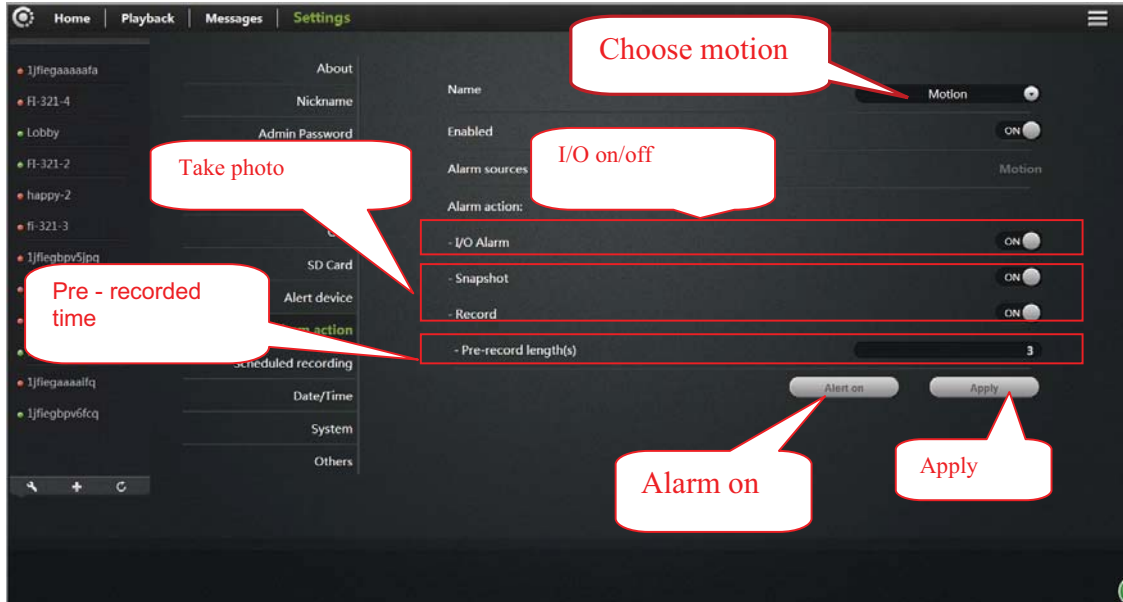 Home Playback Messages Settings
1jfiegaaaaafa
FI-321-4
Lobby
FI-321-2
happy-2
fi-321-3
1jfiegbpv5jpq
1jfiegaaaalfq
1jfiegbpv6fcq
About
Nickname
Admin Password
SD Card
Alert device
action
Scheduled recording
Date/Time
System
Others
Choose motion
Name Motion
Enabled ON
I/O on/off
Take photo
Alarm sources Motion
Alarm action:
- I/O Alarm ON
- Snapshot ON
- Record ON
Pre - recorded
time
- Pre-record length(s) 3
Alert on Apply
Alarm on
Apply